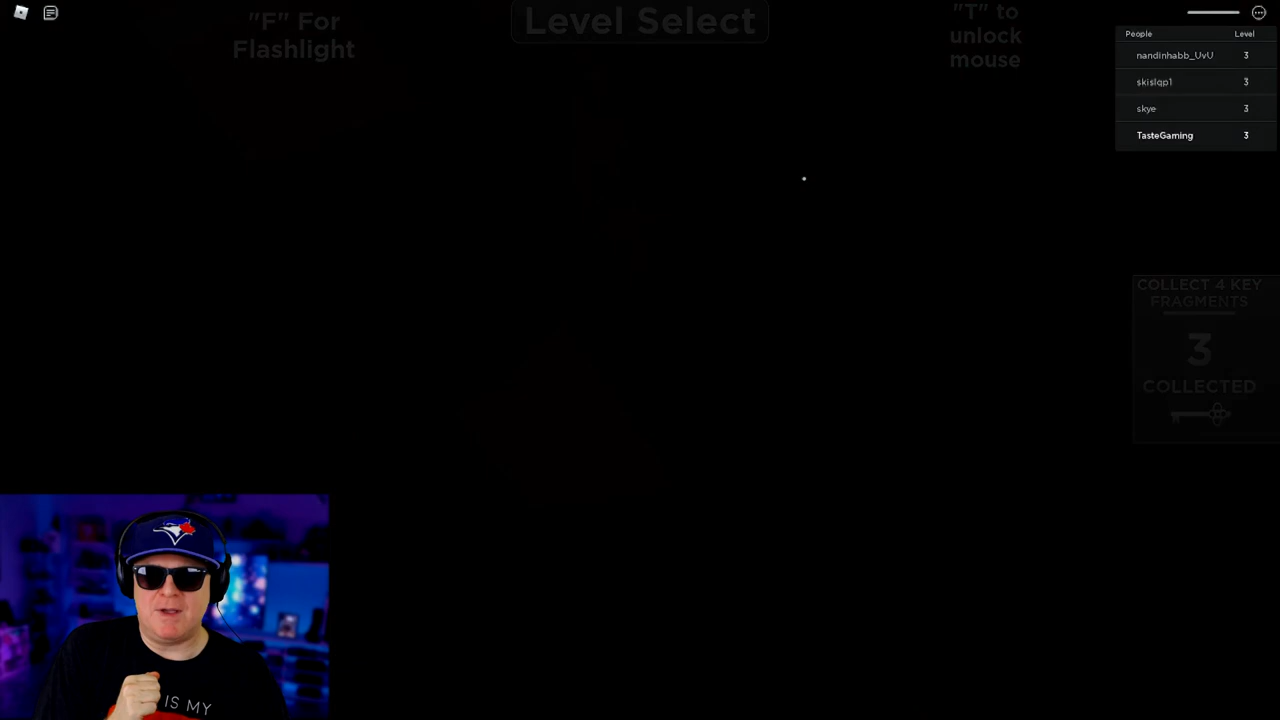 "F" For
Flashlight
Level Select
"T" to
unlock
mouse
People Level
nandinhabb_UvU 3
skislqp1 3
skye 3
TasteGaming 3
COLLECT 4 KEY
FRAGMENTS
3
COLLECTED
IS MY